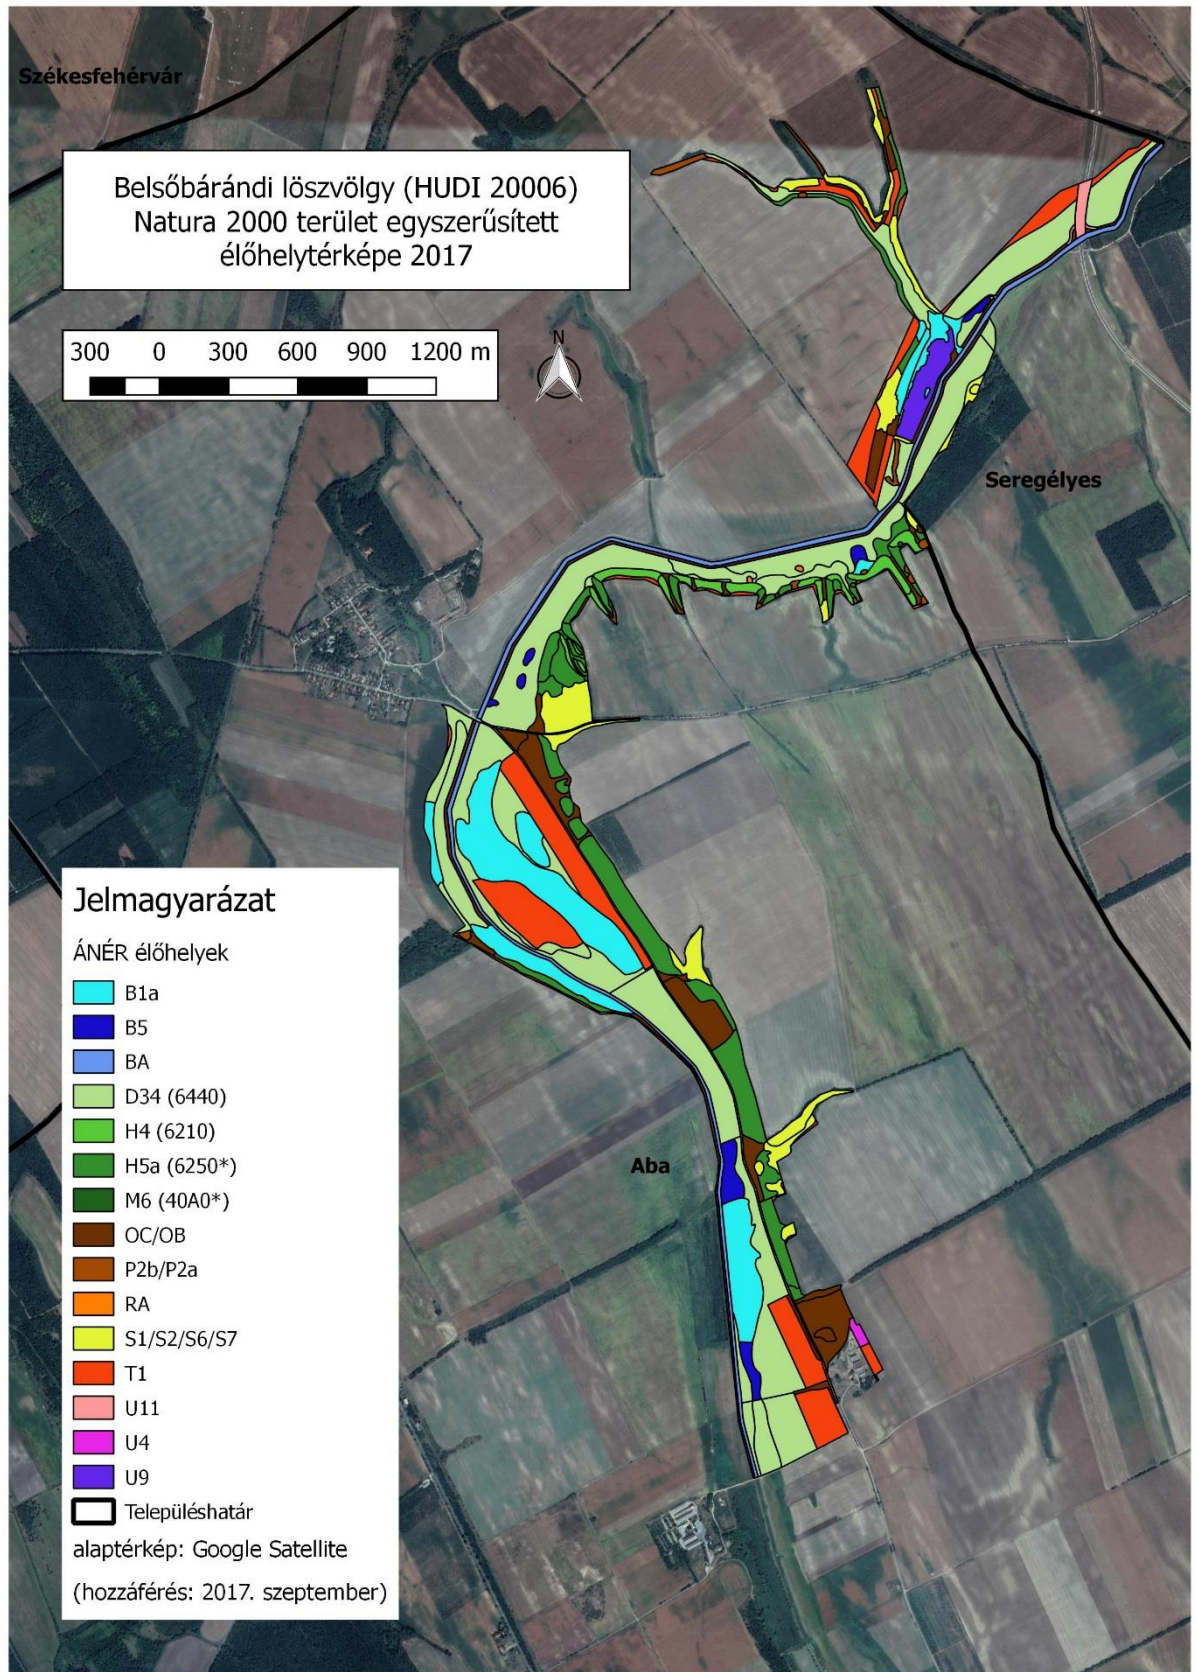 Székesfehérvár
Belsőbárándi löszvölgy (HUDI 20006)
Natura 2000 terület egyszerűsített
élőhelytérképe 2017
300 0 300 600 900 1200 m
N
Seregélyes
Aba
Jelmagyarázat
ÁNÉR élőhelyek
B1a
B5
BA
D34 (6440)
H4 (6210)
H5a (6250*)
M6 (40A0*)
OC/OB
P2b/P2a
RA
S1/S2/S6/S7
T1
U11
U4
U9
Településhatár
alaptérkép: Google Satellite
(hozzáférés: 2017. szeptember)